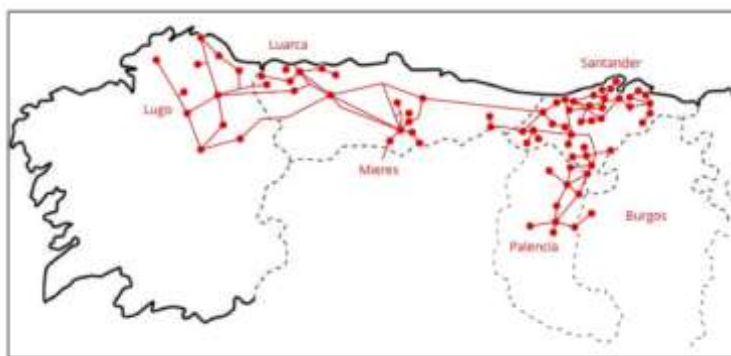 Luarca
Santander
Lugo
Mieres
Burgos
Palencia